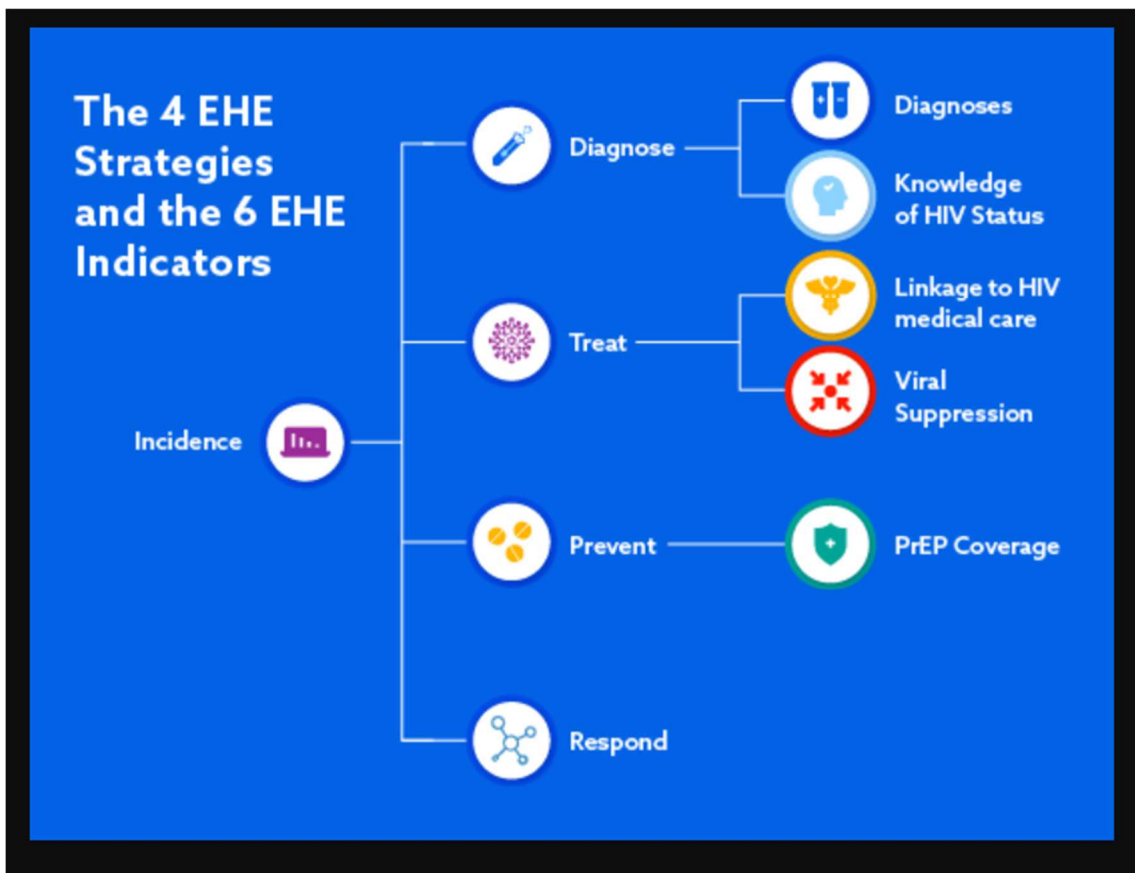 The 4 EHE
Strategies
and the 6 EHE
Indicators
Incidence
Diagnose
Diagnoses
Knowledge
of HIV Status
Treat
Linkage to HIV
medical care
Viral
Suppression
Prevent
PrEP Coverage
Respond